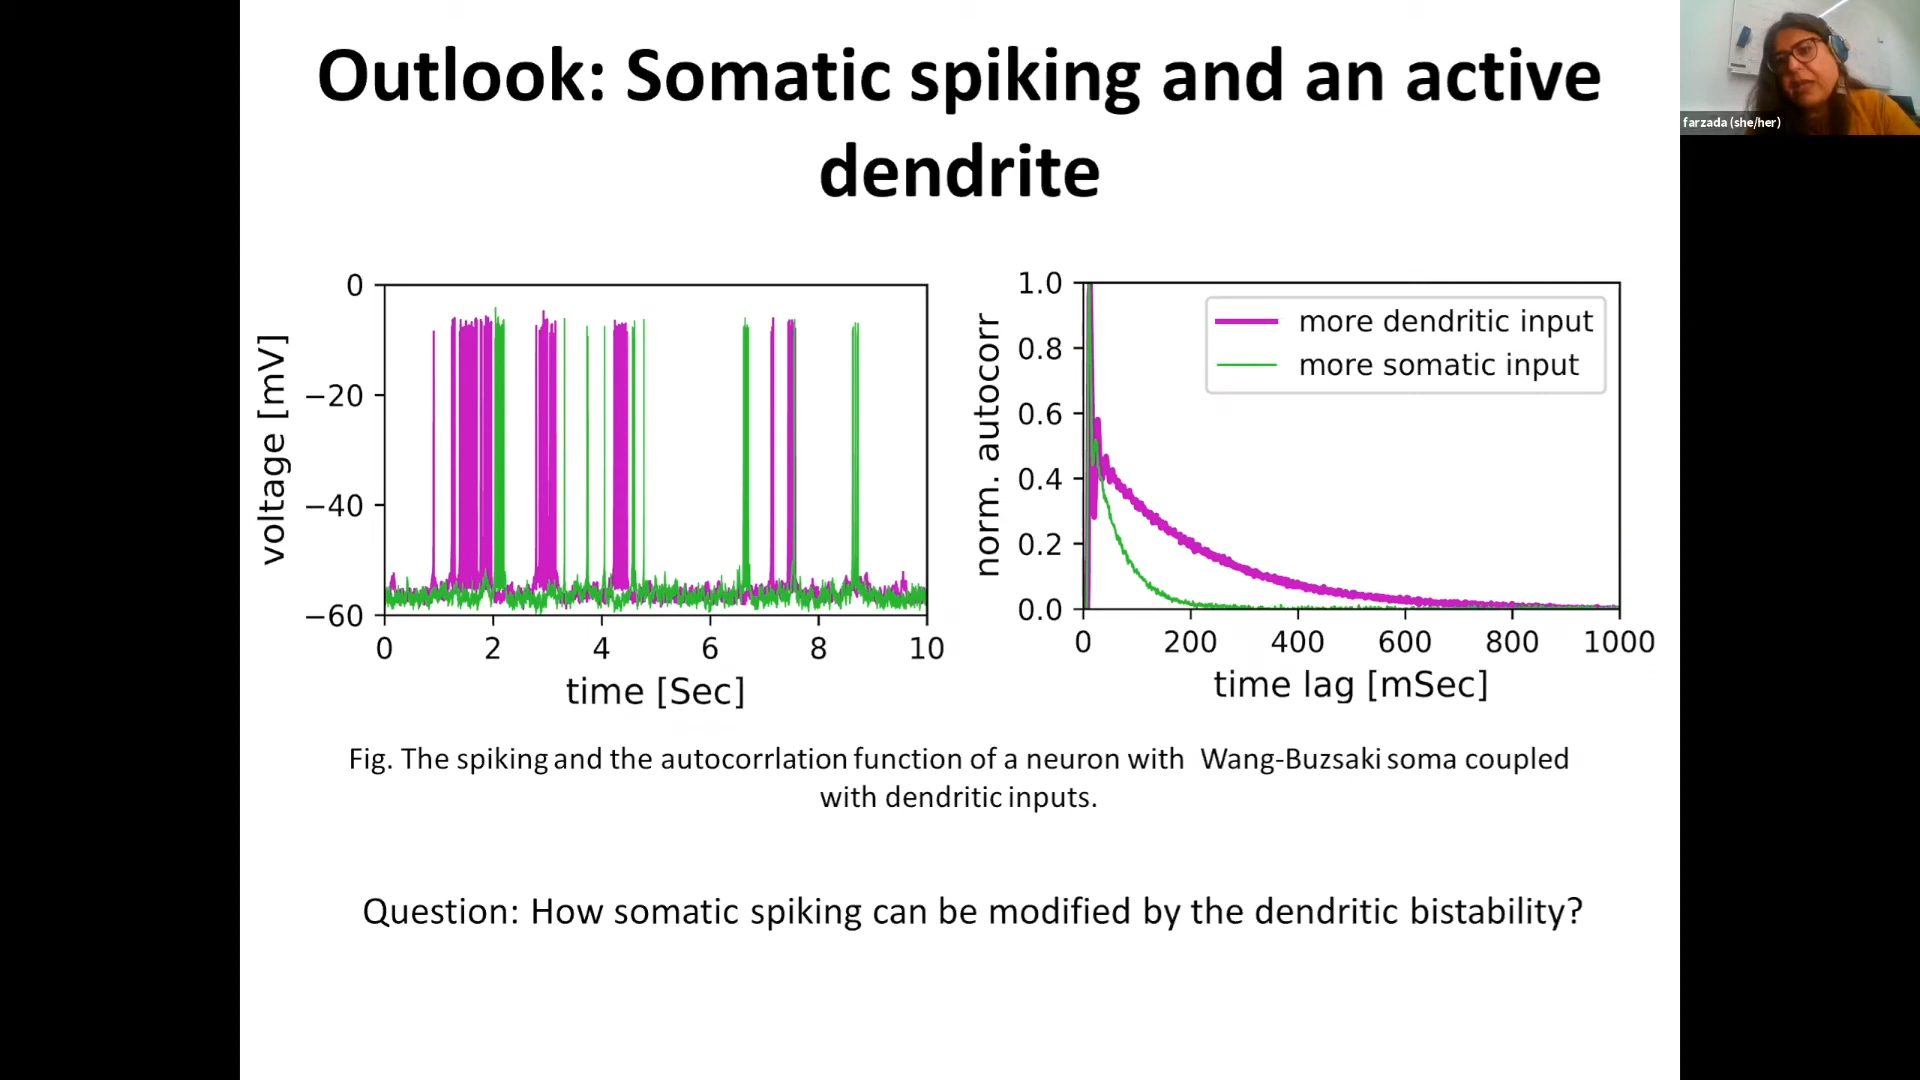 Outlook: Somatic spiking and an active
dendrite
farzada (she/her)
voltage [mV]
0
−20
−40
−60
0 2 4 6 8 10
time [Sec]
norm. autocorr
1.0
0.8
0.6
0.4
0.2
0.0
more dendritic input
more somatic input
0 200 400 600 800 1000
time lag [mSec]
Fig. The spiking and the autocorrlation function of a neuron with Wang-Buzsaki soma coupled
with dendritic inputs.
Question: How somatic spiking can be modified by the dendritic bistability?